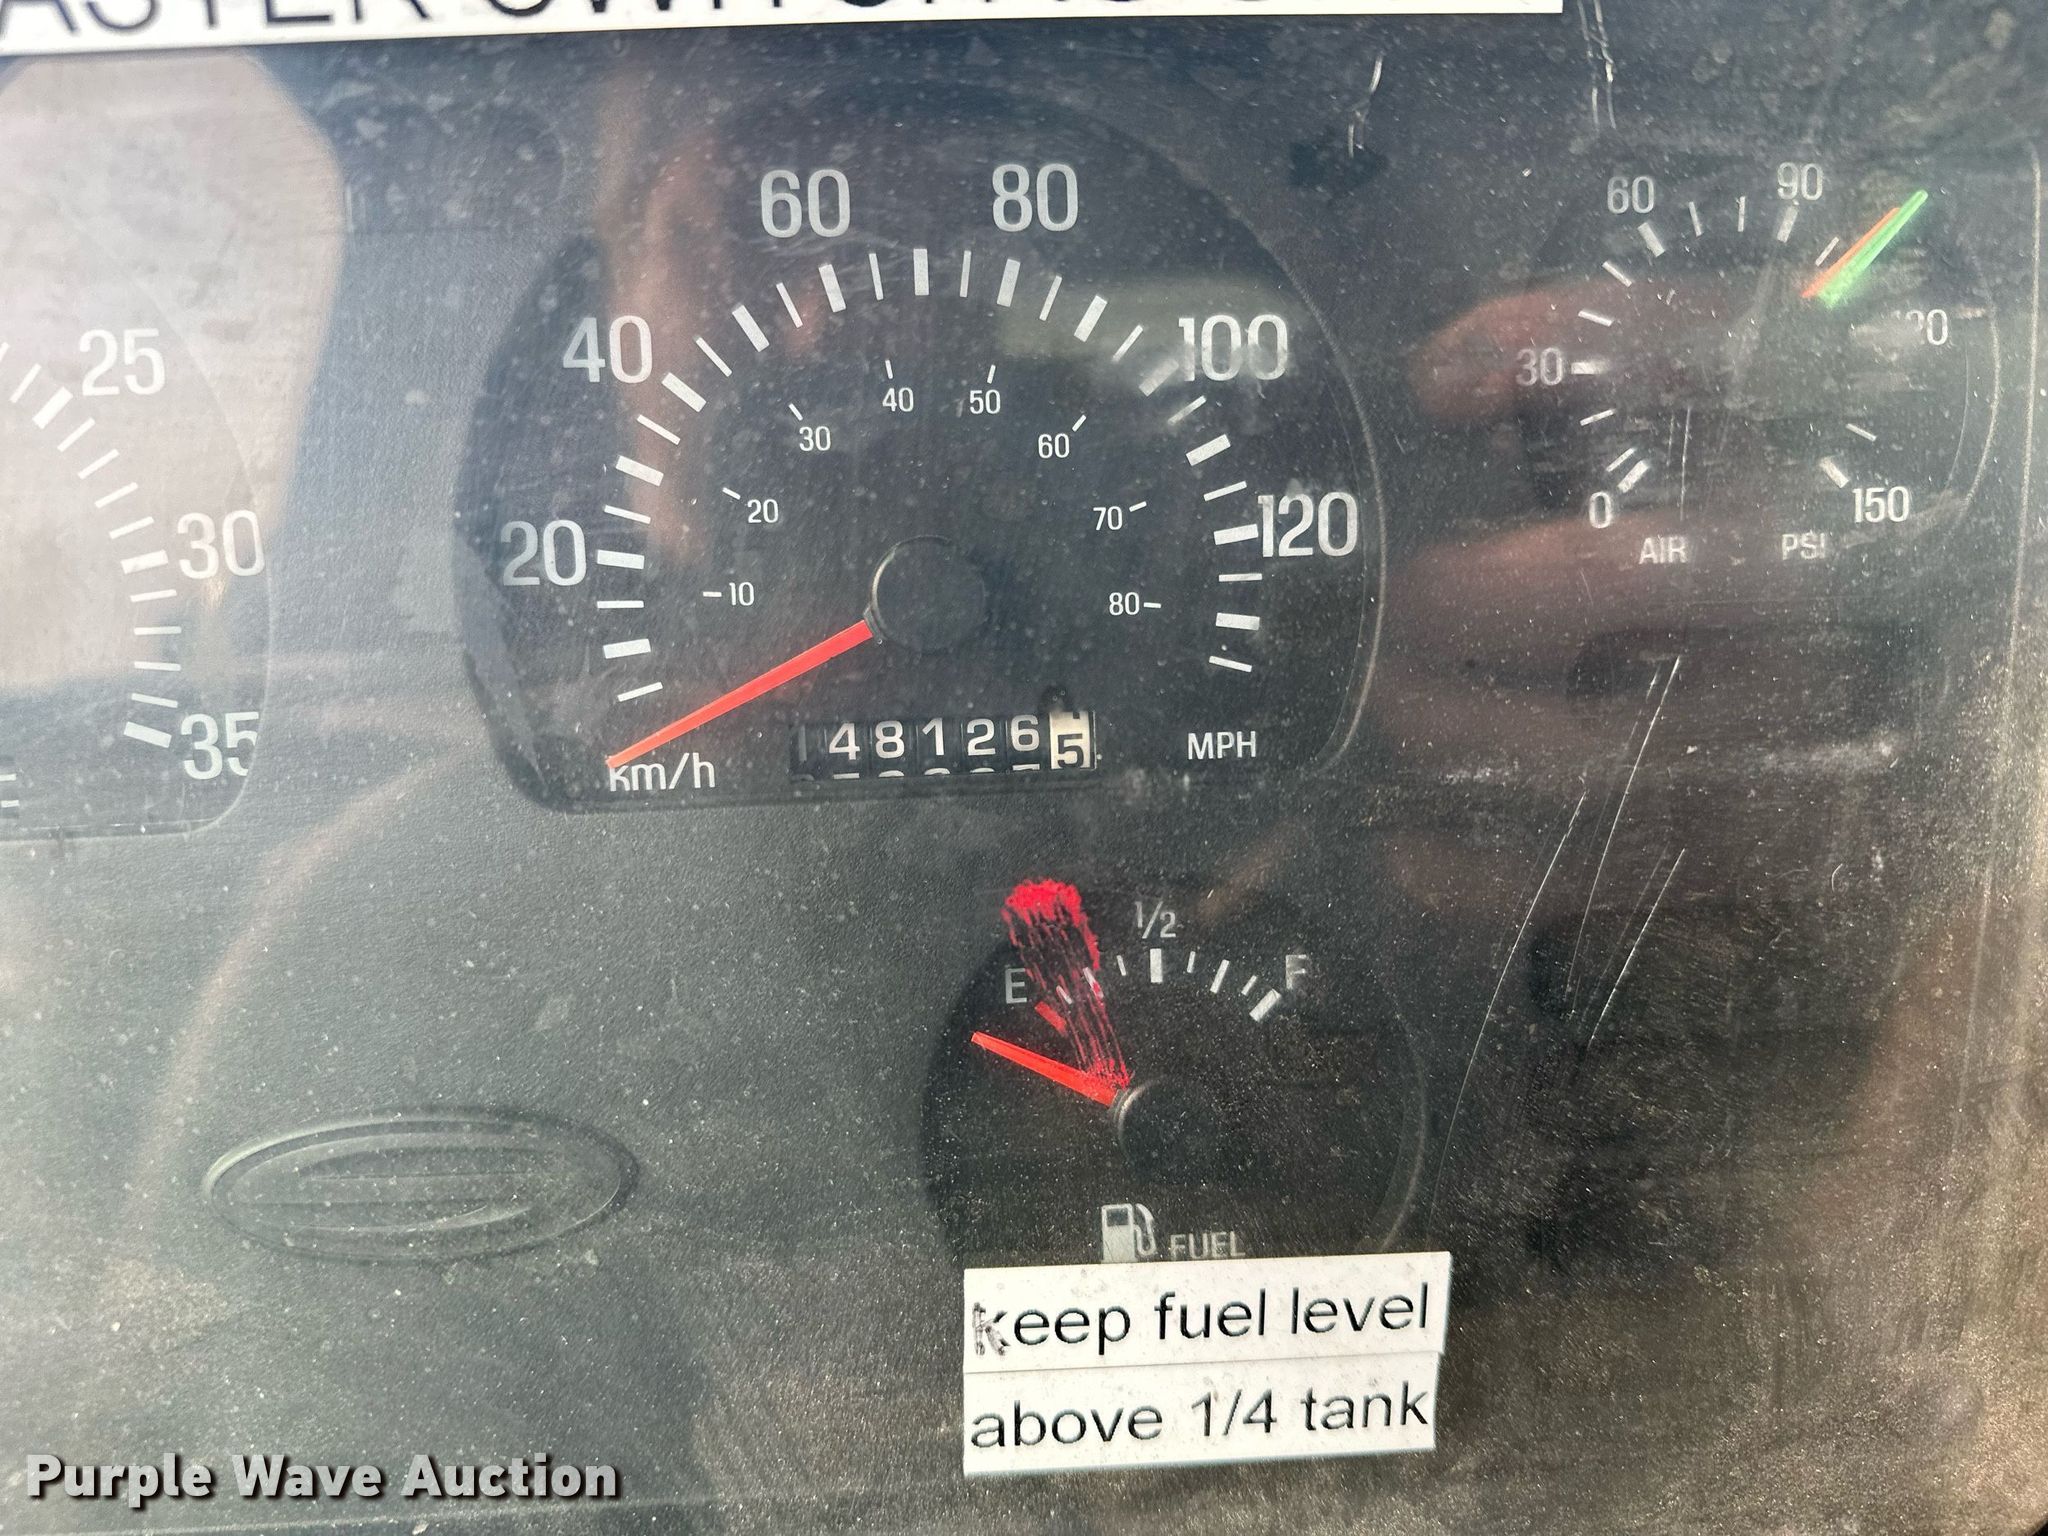 60 80
40 100
20 120
40 50
30 60
20 70
10 80
km/h
1481265
MPH
25
30
35
60 90
30 120
0 150
AIR PSI
E 1/2 F
FUEL
keep fuel level
above 1/4 tank
Purple Wave Auction